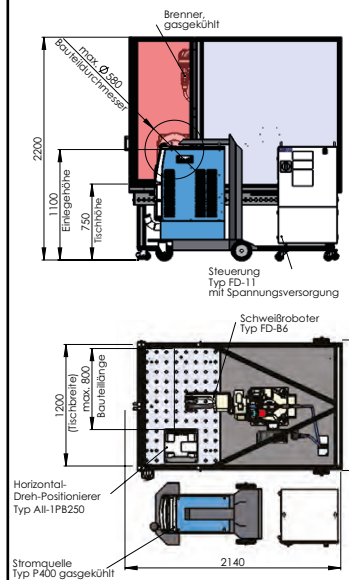 Brenner,
gasgekühlt
max. Ø 580
Bauteildurchmesser
2200
1100
Einlegehöhe
750
Tischhöhe
Steuerung
Typ FD-11
mit Spannungsversorgung
Schweißroboter
Typ FD-B6
1200
(Tischbreite)
max. 800
Bauteillänge
Horizontal-
Dreh-Positionierer
Typ AII-1PB250
Stromquelle
Typ P400 gasgekühlt
2140